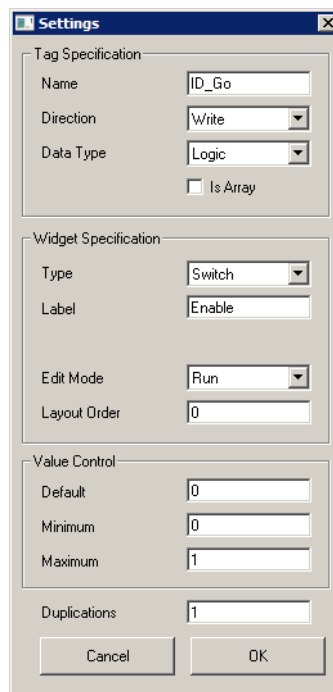 Settings
Tag Specification
Name ID_Go
Direction Write
Data Type Logic
Is Array
Widget Specification
Type Switch
Label Enable
Edit Mode Run
Layout Order 0
Value Control
Default 0
Minimum 0
Maximum 1
Duplications 1
Cancel OK